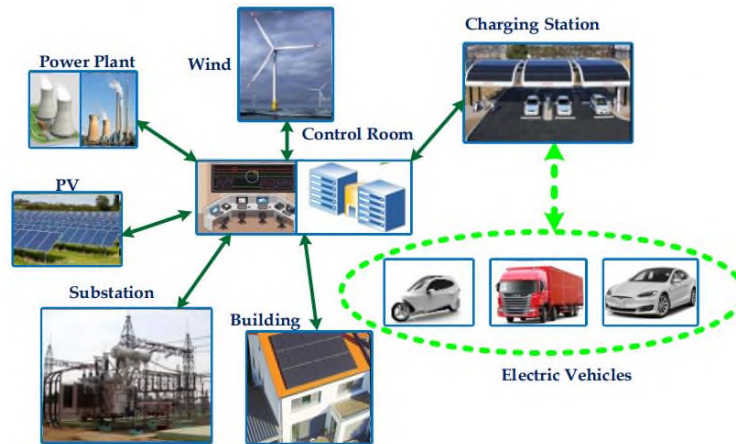 Charging Station
Wind
Power Plant
Control Room
PV
Substation
Building
Electric Vehicles